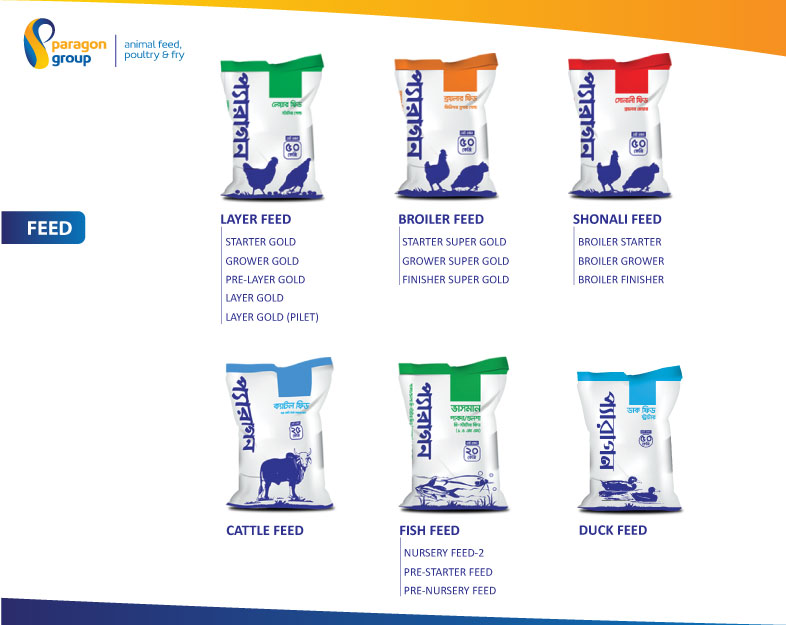 paragon
group
animal feed,
poultry & fry
FEED
প্যারাগন
লেয়ার ফিড
৫০
কেজি
LAYER FEED
STARTER GOLD
GROWER GOLD
PRE-LAYER GOLD
LAYER GOLD
LAYER GOLD (PILET)
প্যারাগন
ব্রয়লার ফিড
৫০
কেজি
BROILER FEED
STARTER SUPER GOLD
GROWER SUPER GOLD
FINISHER SUPER GOLD
প্যারাগন
সোনালী ফিড
৫০
কেজি
SHONALI FEED
BROILER STARTER
BROILER GROWER
BROILER FINISHER
প্যারাগন
ক্যাটল ফিড
২৫
কেজি
CATTLE FEED
প্যারাগন
ভাসমান
২০
কেজি
FISH FEED
NURSERY FEED-2
PRE-STARTER FEED
PRE-NURSERY FEED
প্যারাগন
ডাক ফিড
৫০
কেজি
DUCK FEED